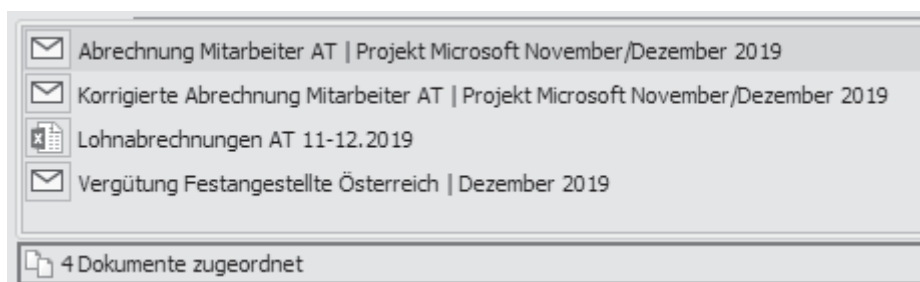 Abrechnung Mitarbeiter AT | Projekt Microsoft November/Dezember 2019
Korrigierte Abrechnung Mitarbeiter AT | Projekt Microsoft November/Dezember 2019
Lohnabrechnungen AT 11-12.2019
Vergütung Festangestellte Österreich | Dezember 2019
4 Dokumente zugeordnet